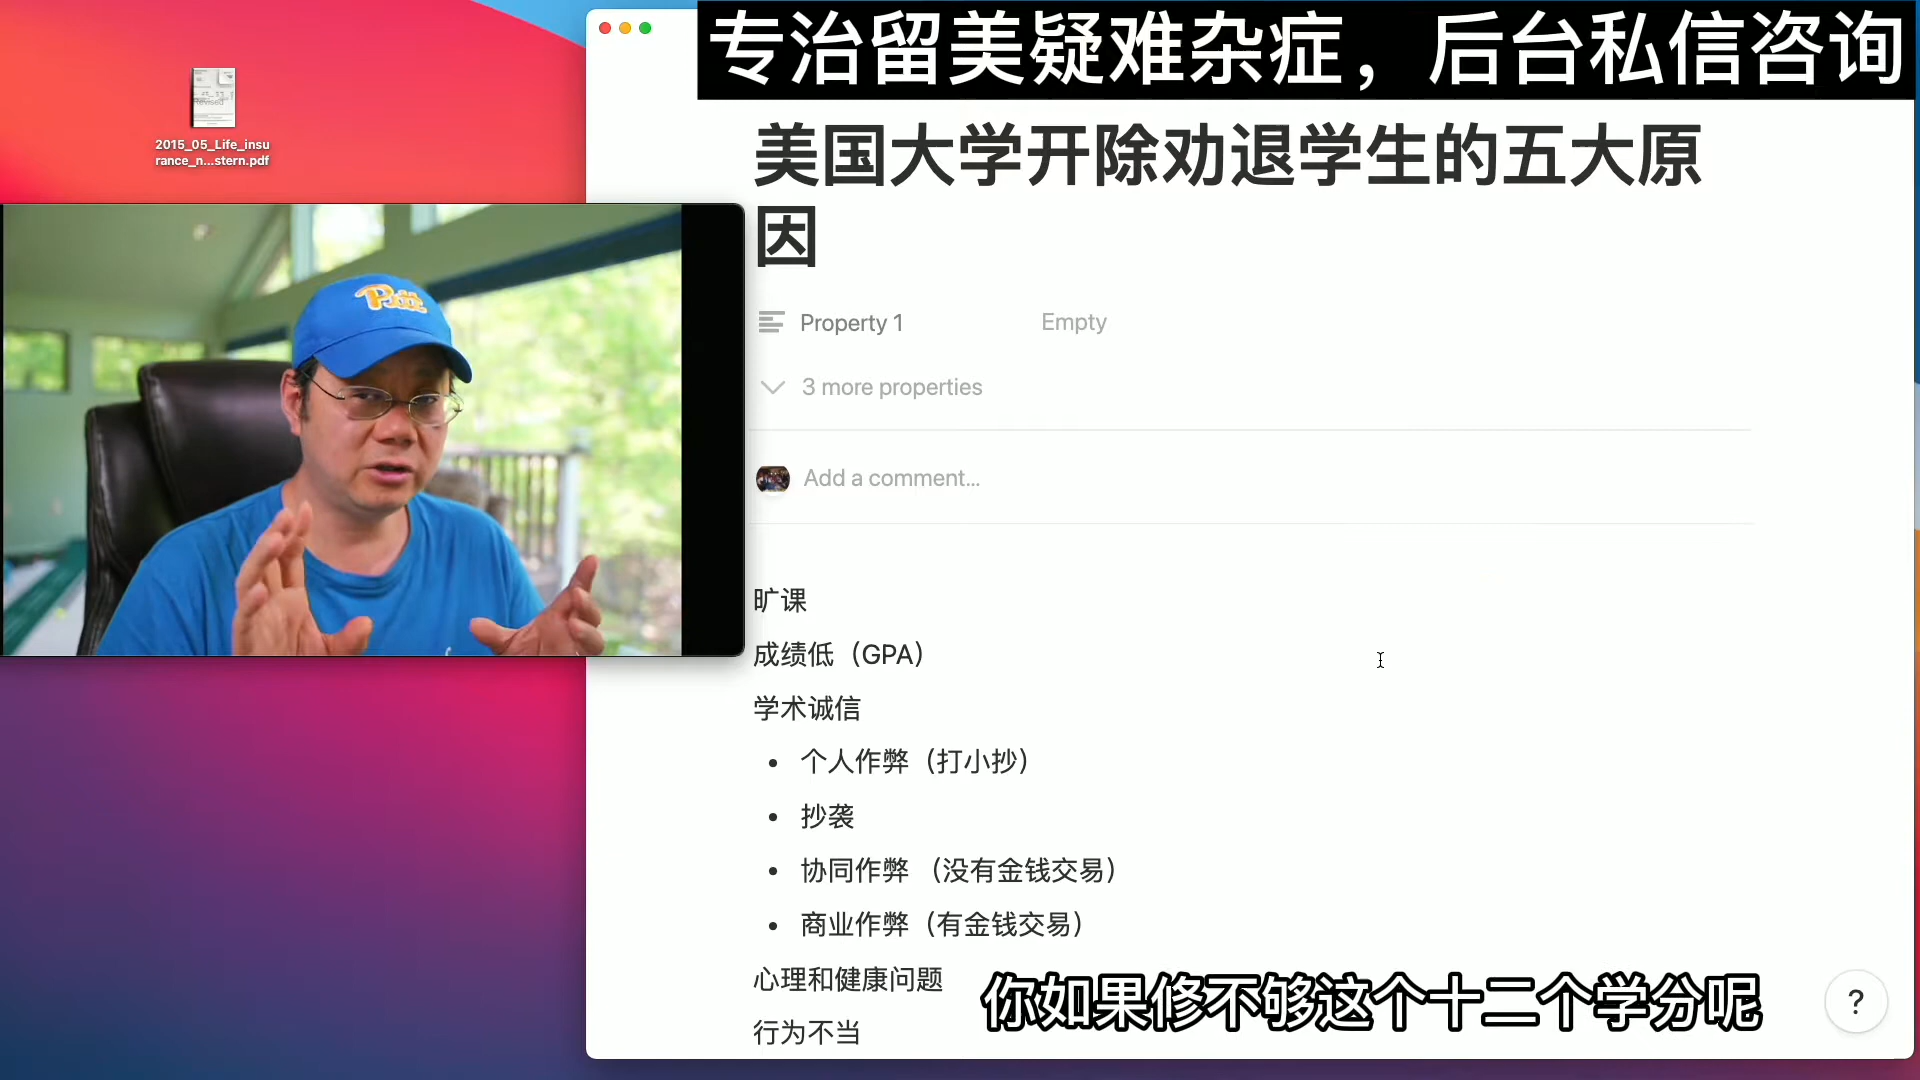 专治留美疑难杂症，后台私信咨询
2015_05_Life_insu
rance_n...stern.pdf
Revised
Pitt
美国大学开除劝退学生的五大原
因
Property 1
Empty
3 more properties
Add a comment...
旷课
成绩低（GPA）
学术诚信
• 个人作弊（打小抄）
• 抄袭
• 协同作弊 （没有金钱交易）
• 商业作弊（有金钱交易）
心理和健康问题
行为不当
你如果修不够这个十二个学分呢
?